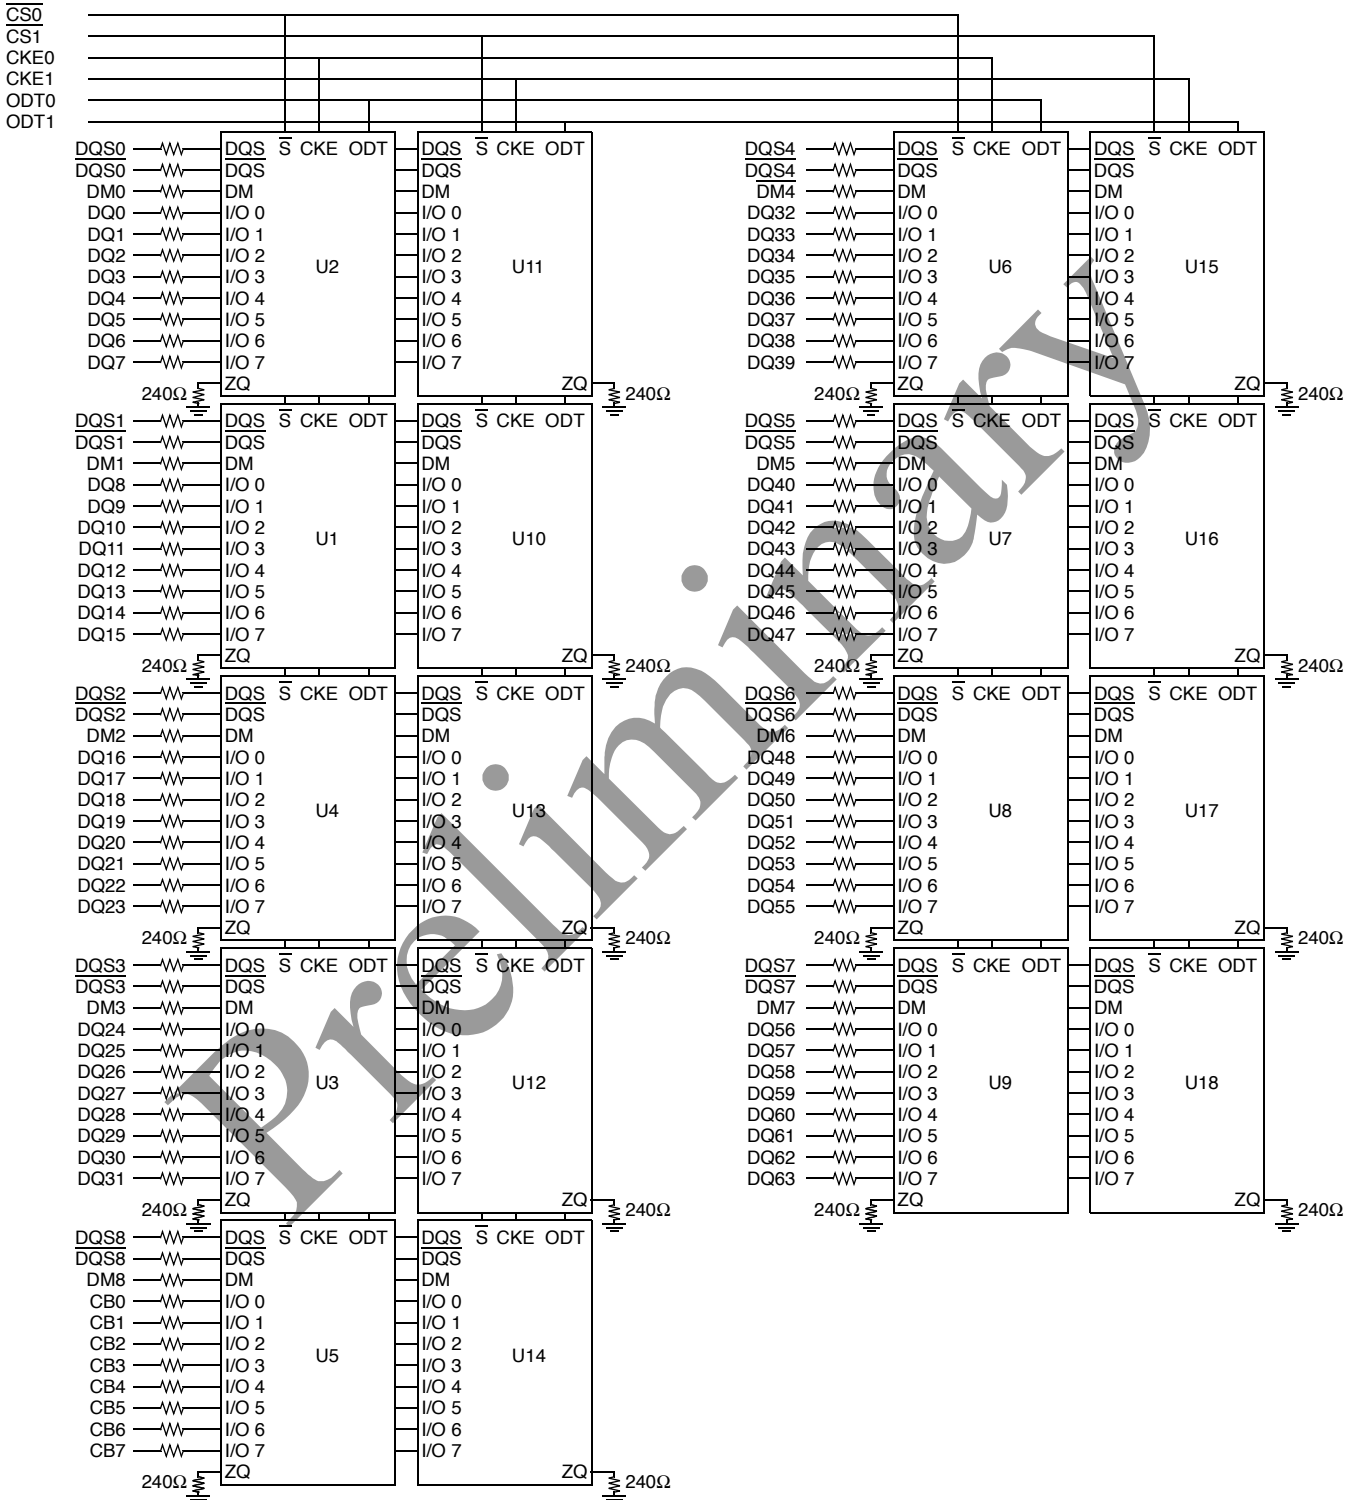 CS0
CS1
CKE0
CKE1
ODT0
ODT1
DQS0 DQS S CKE ODT DQS S CKE ODT
DQS0 DQS DQS
DM0 DM DM
DQ0 I/O 0 I/O 0
DQ1 I/O 1 I/O 1
DQ2 I/O 2 I/O 2
DQ3 I/O 3 I/O 3
DQ4 I/O 4 I/O 4
DQ5 I/O 5 I/O 5
DQ6 I/O 6 I/O 6
DQ7 I/O 7 I/O 7
U2 U11
240Ω ZQ ZQ 240Ω
DQS1 DQS S CKE ODT DQS S CKE ODT
DQS1 DQS DQS
DM1 DM DM
DQ8 I/O 0 I/O 0
DQ9 I/O 1 I/O 1
DQ10 I/O 2 I/O 2
DQ11 I/O 3 I/O 3
DQ12 I/O 4 I/O 4
DQ13 I/O 5 I/O 5
DQ14 I/O 6 I/O 6
DQ15 I/O 7 I/O 7
U1 U10
240Ω ZQ ZQ 240Ω
DQS2 DQS S CKE ODT DQS S CKE ODT
DQS2 DQS DQS
DM2 DM DM
DQ16 I/O 0 I/O 0
DQ17 I/O 1 I/O 1
DQ18 I/O 2 I/O 2
DQ19 I/O 3 I/O 3
DQ20 I/O 4 I/O 4
DQ21 I/O 5 I/O 5
DQ22 I/O 6 I/O 6
DQ23 I/O 7 I/O 7
U4 U13
240Ω ZQ ZQ 240Ω
DQS3 DQS S CKE ODT DQS S CKE ODT
DQS3 DQS DQS
DM3 DM DM
DQ24 I/O 0 I/O 0
DQ25 I/O 1 I/O 1
DQ26 I/O 2 I/O 2
DQ27 I/O 3 I/O 3
DQ28 I/O 4 I/O 4
DQ29 I/O 5 I/O 5
DQ30 I/O 6 I/O 6
DQ31 I/O 7 I/O 7
U3 U12
240Ω ZQ ZQ 240Ω
DQS8 DQS S CKE ODT DQS S CKE ODT
DQS8 DQS DQS
DM8 DM DM
CB0 I/O 0 I/O 0
CB1 I/O 1 I/O 1
CB2 I/O 2 I/O 2
CB3 I/O 3 I/O 3
CB4 I/O 4 I/O 4
CB5 I/O 5 I/O 5
CB6 I/O 6 I/O 6
CB7 I/O 7 I/O 7
U5 U14
240Ω ZQ ZQ 240Ω
DQS4 DQS S CKE ODT DQS S CKE ODT
DQS4 DQS DQS
DM4 DM DM
DQ32 I/O 0 I/O 0
DQ33 I/O 1 I/O 1
DQ34 I/O 2 I/O 2
DQ35 I/O 3 I/O 3
DQ36 I/O 4 I/O 4
DQ37 I/O 5 I/O 5
DQ38 I/O 6 I/O 6
DQ39 I/O 7 I/O 7
U6 U15
240Ω ZQ ZQ 240Ω
DQS5 DQS S CKE ODT DQS S CKE ODT
DQS5 DQS DQS
DM5 DM DM
DQ40 I/O 0 I/O 0
DQ41 I/O 1 I/O 1
DQ42 I/O 2 I/O 2
DQ43 I/O 3 I/O 3
DQ44 I/O 4 I/O 4
DQ45 I/O 5 I/O 5
DQ46 I/O 6 I/O 6
DQ47 I/O 7 I/O 7
U7 U16
240Ω ZQ ZQ 240Ω
DQS6 DQS S CKE ODT DQS S CKE ODT
DQS6 DQS DQS
DM6 DM DM
DQ48 I/O 0 I/O 0
DQ49 I/O 1 I/O 1
DQ50 I/O 2 I/O 2
DQ51 I/O 3 I/O 3
DQ52 I/O 4 I/O 4
DQ53 I/O 5 I/O 5
DQ54 I/O 6 I/O 6
DQ55 I/O 7 I/O 7
U8 U17
240Ω ZQ ZQ 240Ω
DQS7 DQS S CKE ODT DQS S CKE ODT
DQS7 DQS DQS
DM7 DM DM
DQ56 I/O 0 I/O 0
DQ57 I/O 1 I/O 1
DQ58 I/O 2 I/O 2
DQ59 I/O 3 I/O 3
DQ60 I/O 4 I/O 4
DQ61 I/O 5 I/O 5
DQ62 I/O 6 I/O 6
DQ63 I/O 7 I/O 7
U9 U18
240Ω ZQ ZQ 240Ω
Preliminary